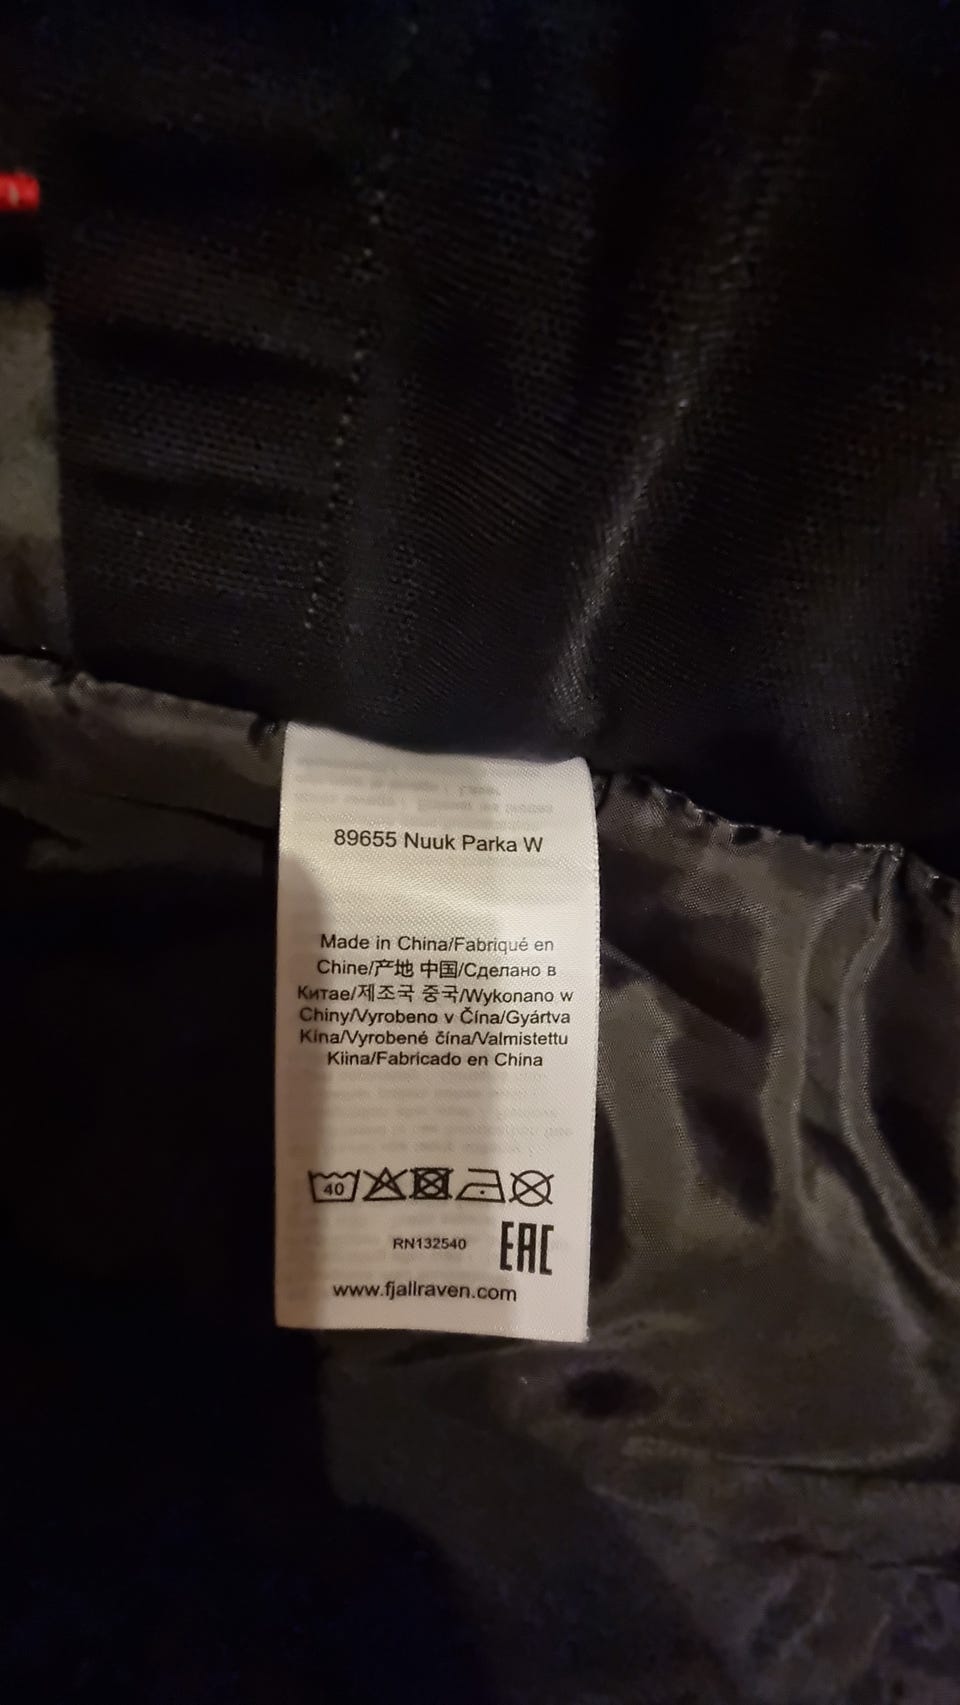 89655 Nuuk Parka W
Made in China/Fabriqué en
Chine/产地 中国/Сделано в
Китае/제조국 중국/Wykonano w
Chiny/Vyrobeno v Čína/Gyártva
Kína/Vyrobené čína/Valmistettu
Kiina/Fabricado en China
40
RN132540
EAC
www.fjallraven.com